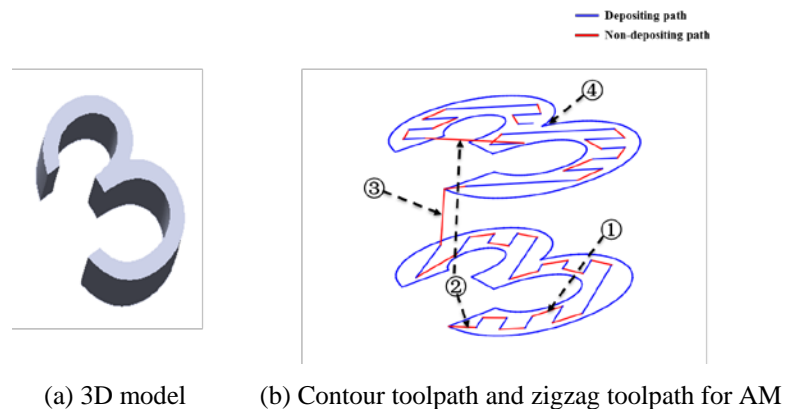 Depositing path
Non-depositing path
④
③
①
②
(a) 3D model (b) Contour toolpath and zigzag toolpath for AM